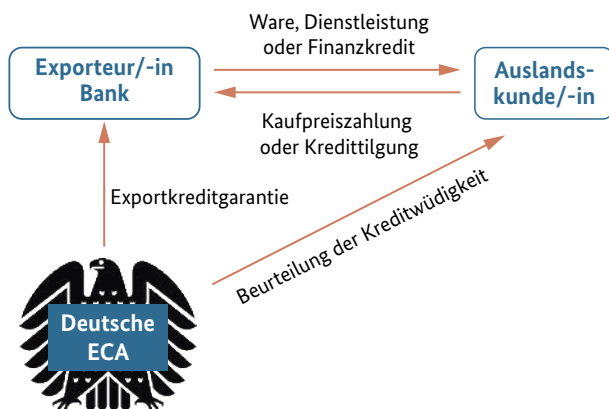 Ware, Dienstleistung
oder Finanzkredit
Exporteur/-in
Bank
Auslands-
kunde/-in
Kaufpreiszahlung
oder Kredittilgung
Exportkreditgarantie
Beurteilung der Kreditwüdigkeit
Deutsche
ECA